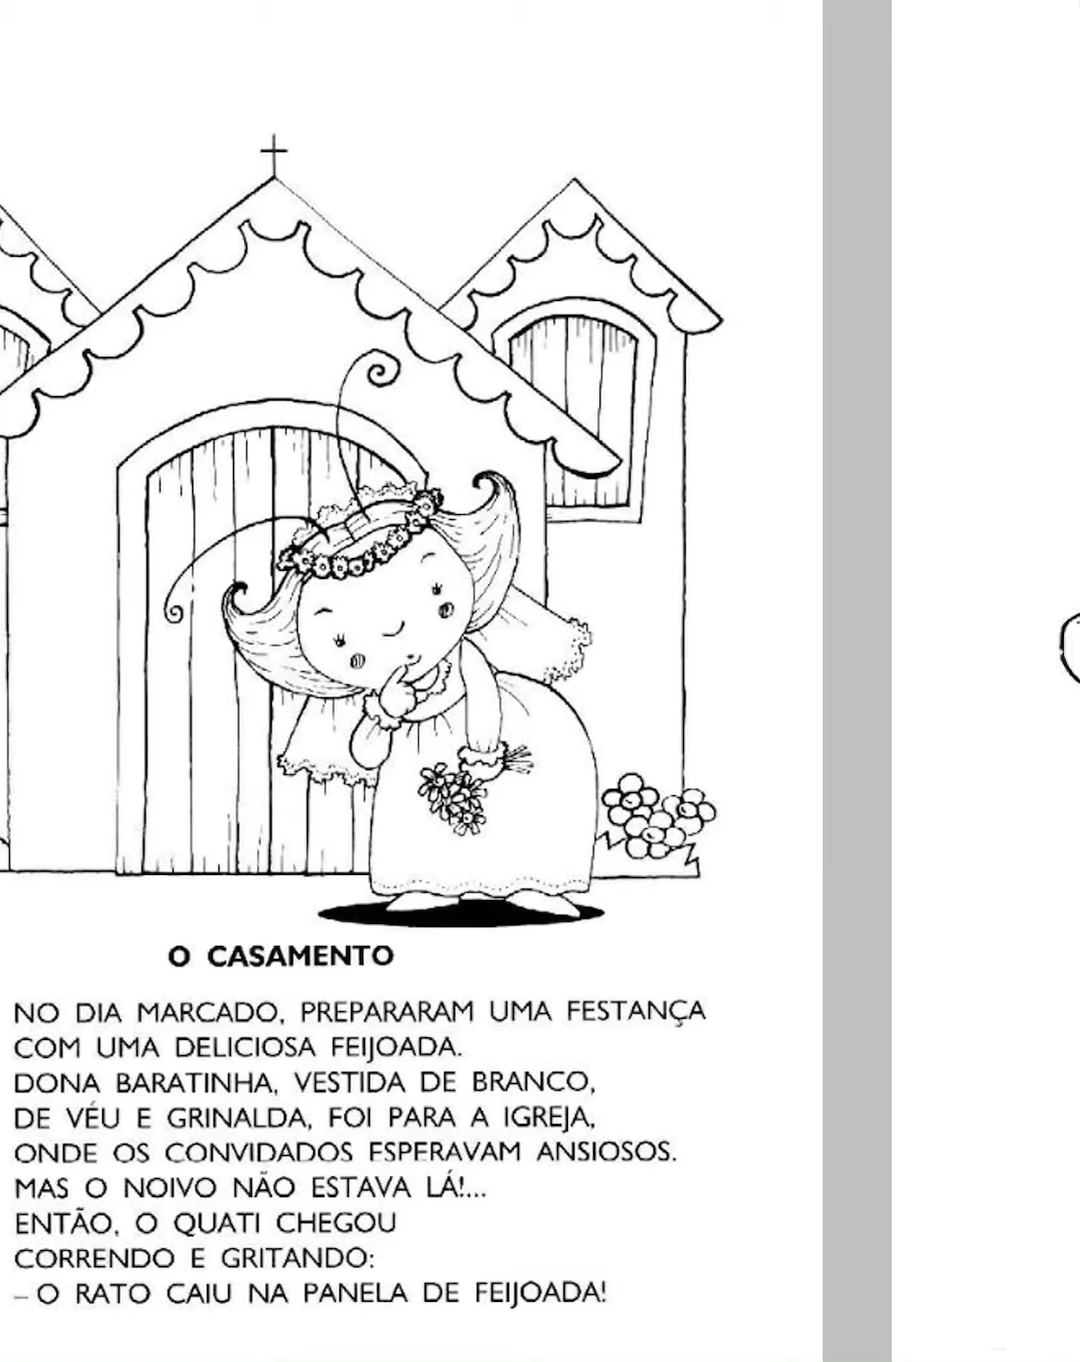 O CASAMENTO
NO DIA MARCADO, PREPARARAM UMA FESTANÇA
COM UMA DELICIOSA FEIJOADA.
DONA BARATINHA, VESTIDA DE BRANCO,
DE VÉU E GRINALDA, FOI PARA A IGREJA,
ONDE OS CONVIDADOS ESPERAVAM ANSIOSOS.
MAS O NOIVO NÃO ESTAVA LÁ!...
ENTÃO, O QUATI CHEGOU
CORRENDO E GRITANDO:
– O RATO CAIU NA PANELA DE FEIJOADA!